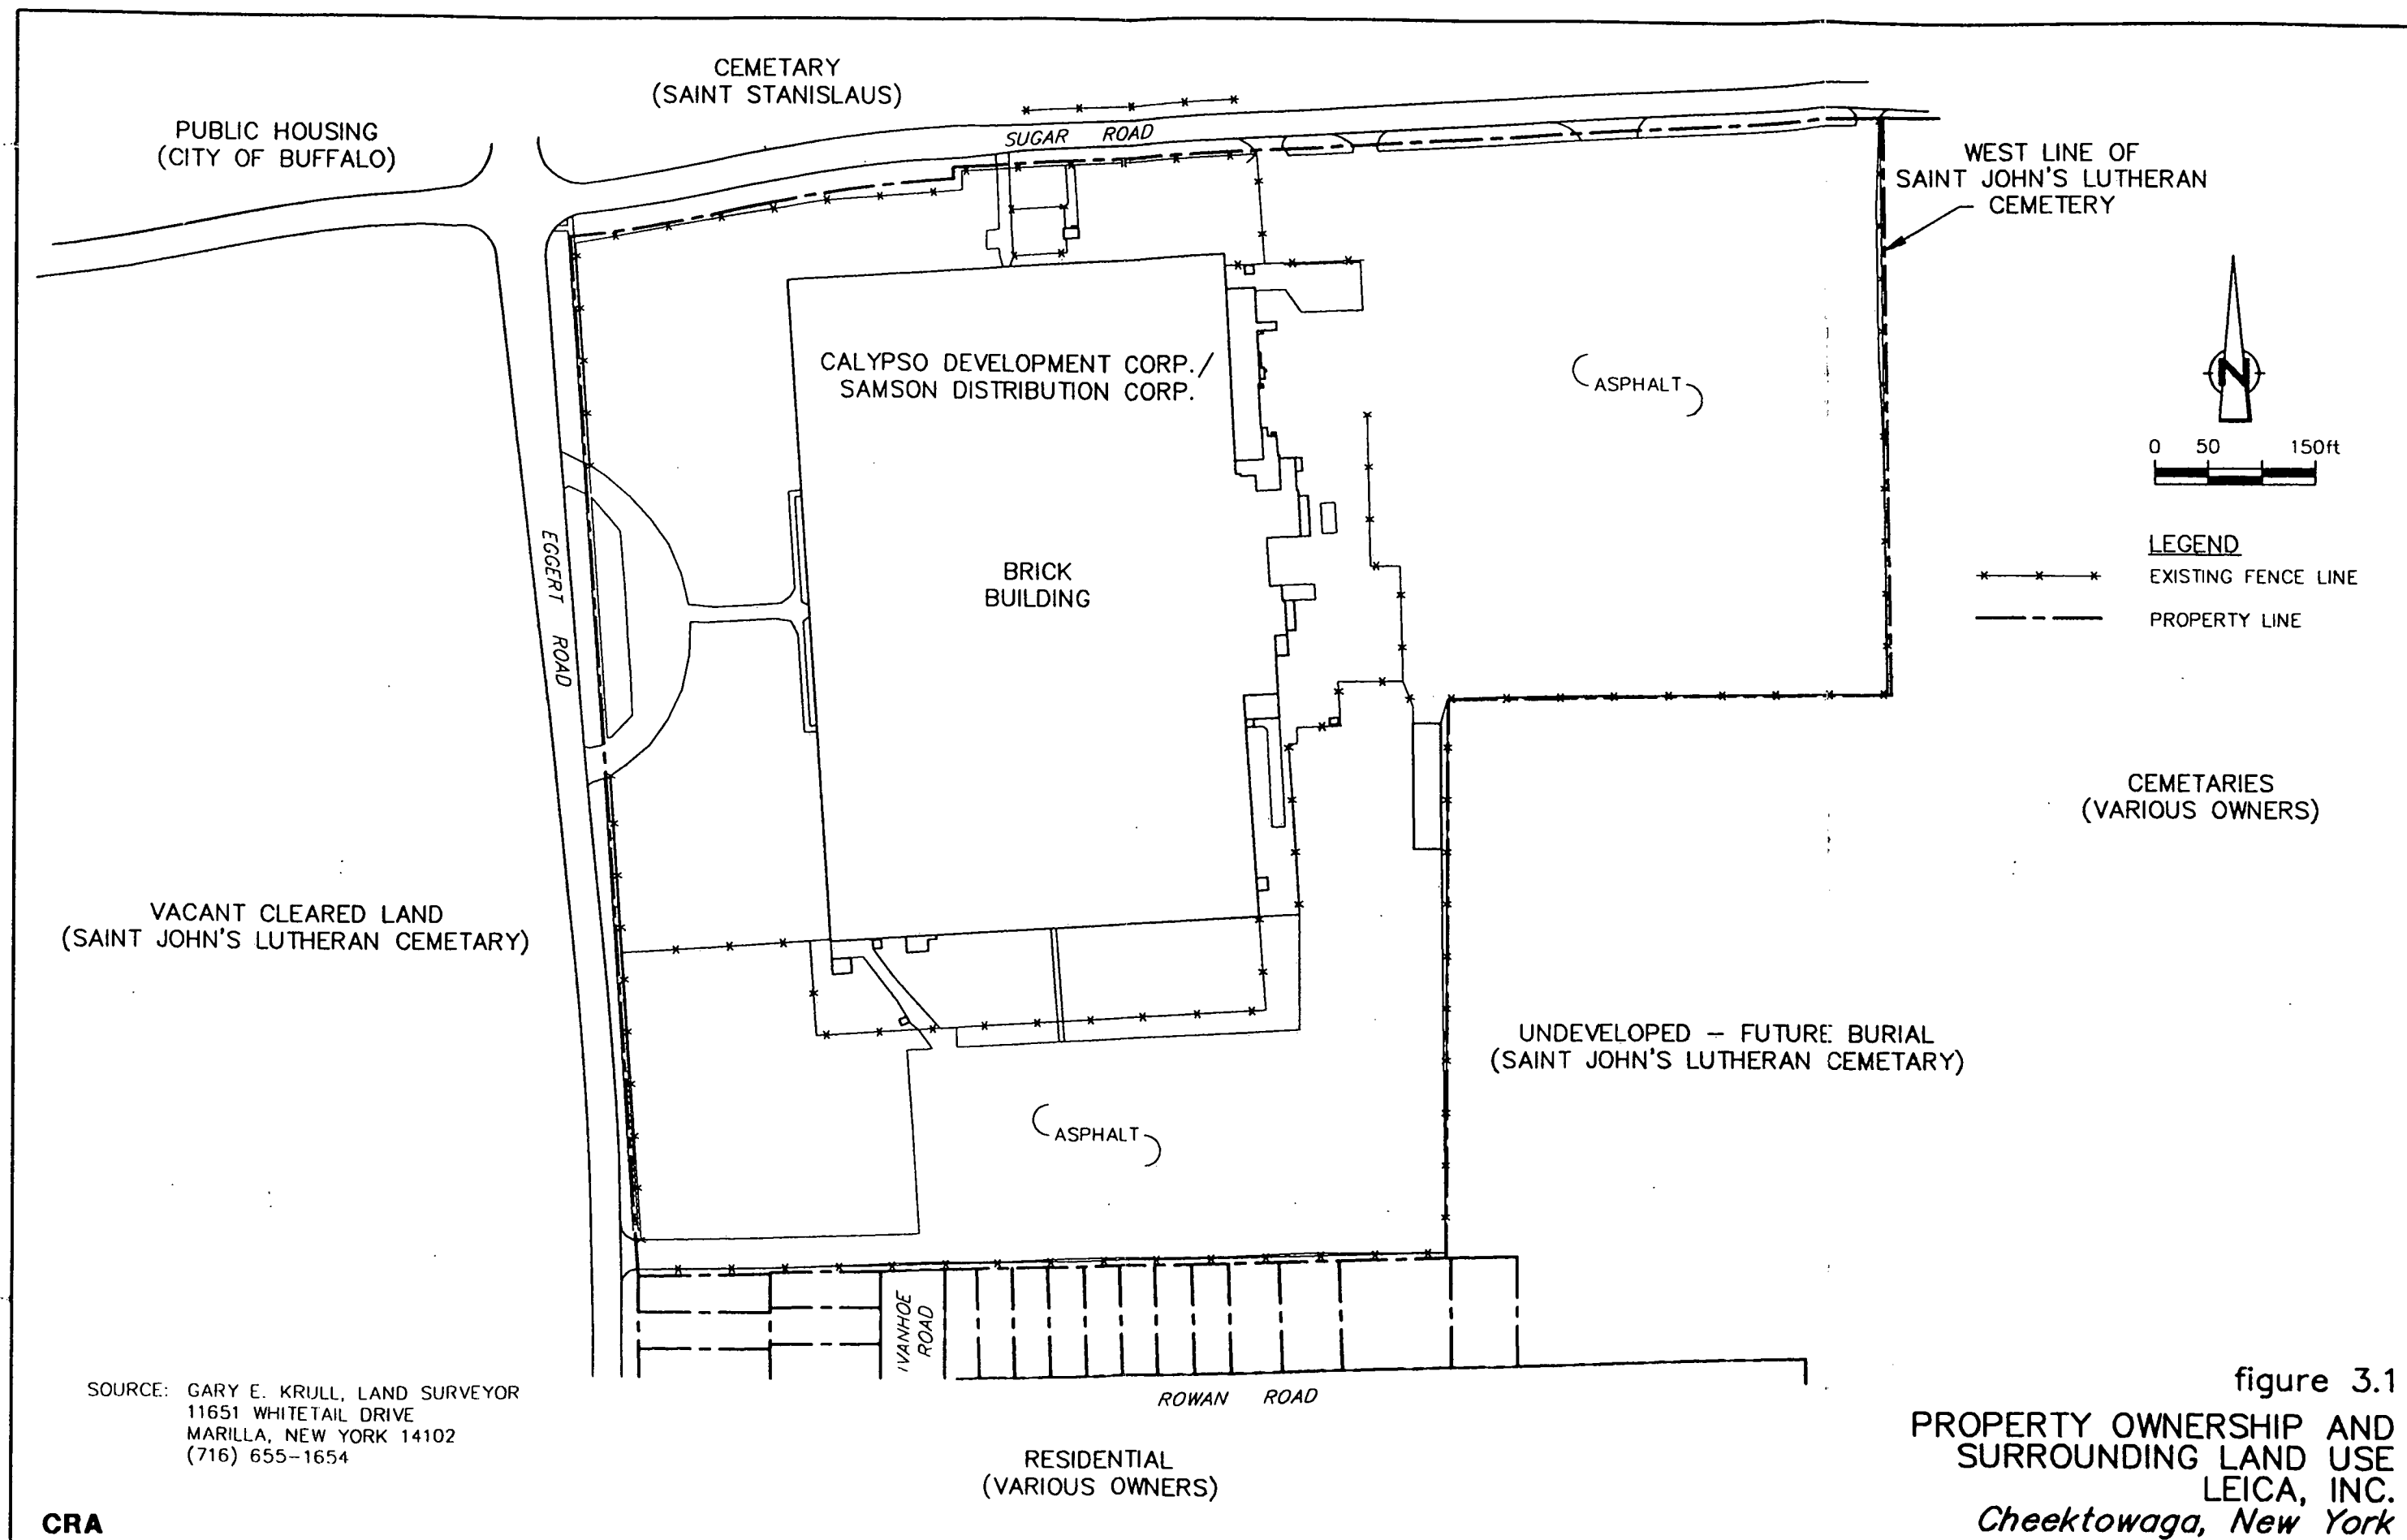 CEMETARY
(SAINT STANISLAUS)
PUBLIC HOUSING
(CITY OF BUFFALO)
SUGAR ROAD
WEST LINE OF
SAINT JOHN'S LUTHERAN
CEMETERY
CALYPSO DEVELOPMENT CORP./
SAMSON DISTRIBUTION CORP.
ASPHALT
N
0 50 150ft
EGGERT ROAD
BRICK
BUILDING
LEGEND
EXISTING FENCE LINE
PROPERTY LINE
CEMETARIES
(VARIOUS OWNERS)
VACANT CLEARED LAND
(SAINT JOHN'S LUTHERAN CEMETARY)
UNDEVELOPED – FUTURE BURIAL
(SAINT JOHN'S LUTHERAN CEMETARY)
ASPHALT
IVANHOE
ROAD
ROWAN ROAD
SOURCE: GARY E. KRULL, LAND SURVEYOR
11651 WHITETAIL DRIVE
MARILLA, NEW YORK 14102
(716) 655-1654
RESIDENTIAL
(VARIOUS OWNERS)
figure 3.1
PROPERTY OWNERSHIP AND
SURROUNDING LAND USE
LEICA, INC.
Cheektowaga, New York
CRA